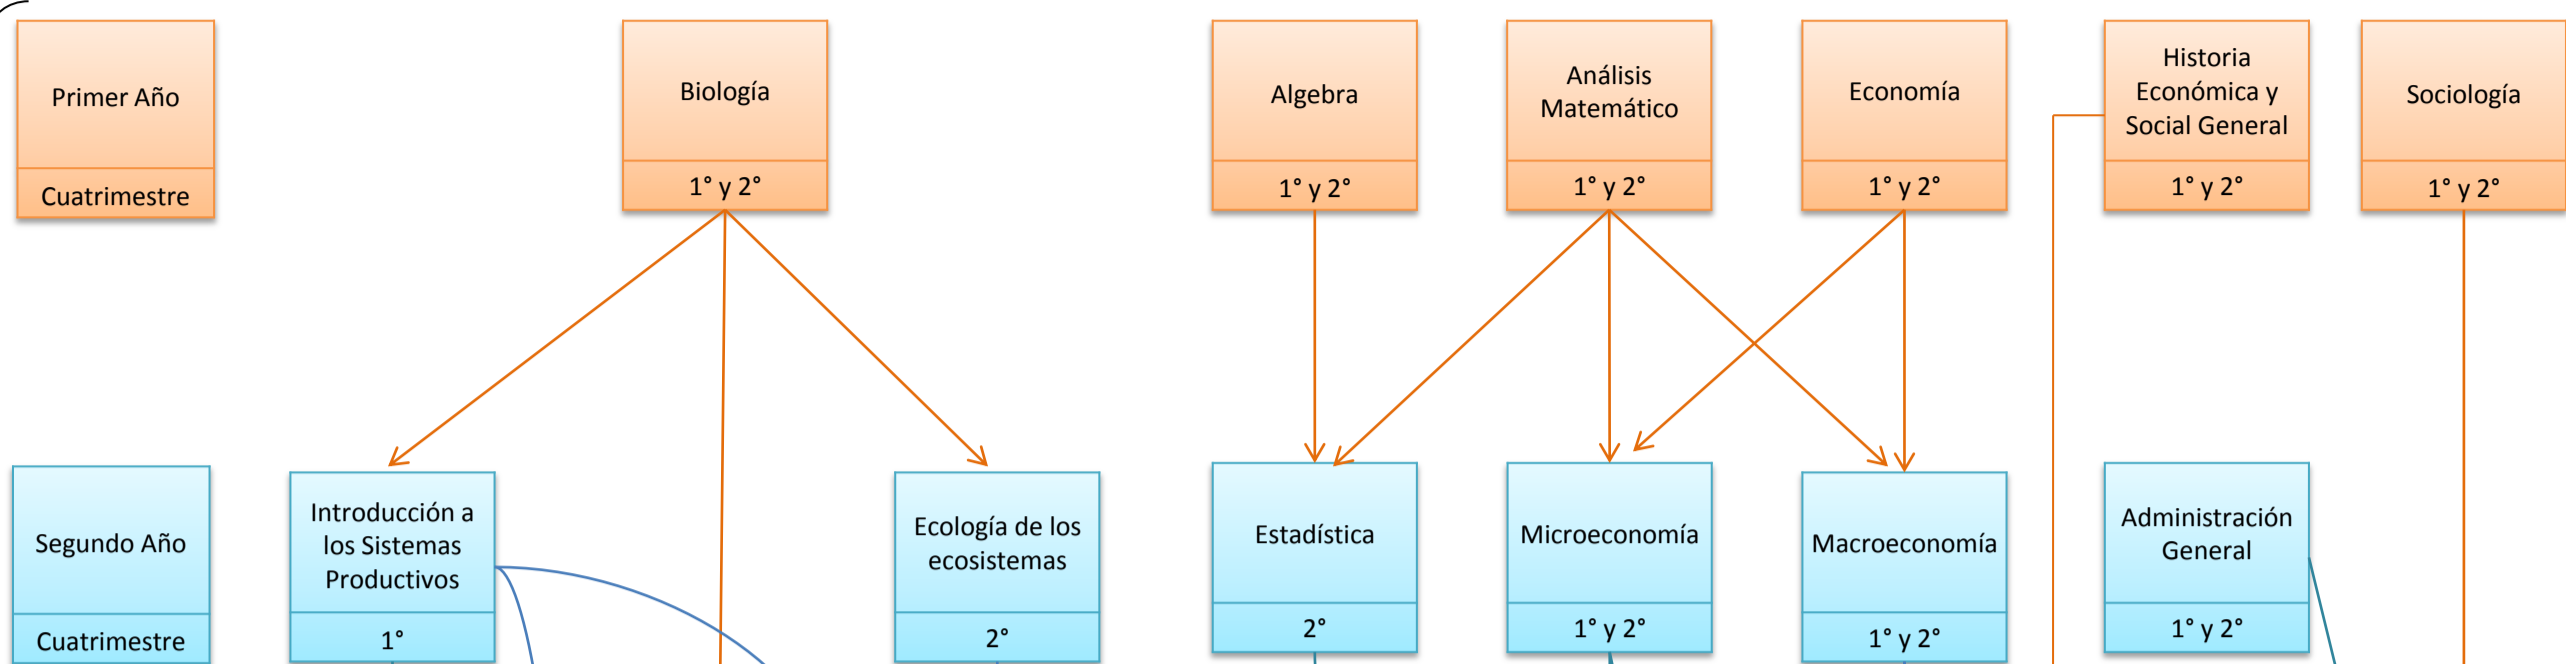 Primer Año
Cuatrimestre
Biología
1° y 2°
Algebra
1° y 2°
Análisis
Matemático
1° y 2°
Economía
1° y 2°
Historia
Económica y
Social General
1° y 2°
Sociología
1° y 2°
Segundo Año
Cuatrimestre
Introducción a
los Sistemas
Productivos
1°
Ecología de los
ecosistemas
2°
Estadística
2°
Microeconomía
1° y 2°
Macroeconomía
1° y 2°
Administración
General
1° y 2°